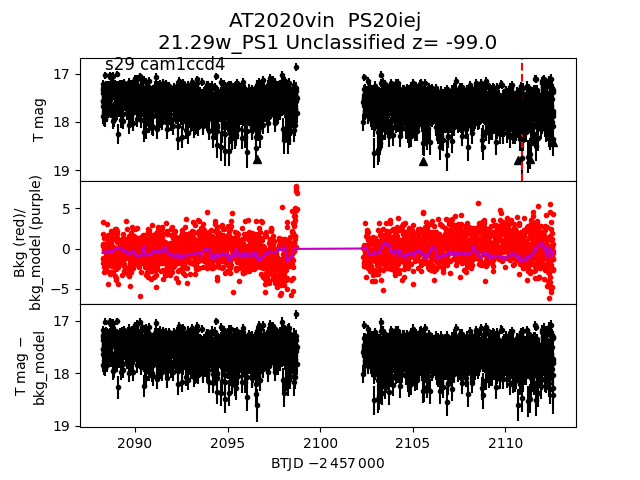 AT2020vin  PS20iej
21.29w_PS1 Unclassified z= -99.0
s29 cam1ccd4
17
18
19
T mag
5
0
−5
Bkg (red)/
bkg_model (purple)
17
18
19
T mag −
bkg_model
2090
2095
2100
2105
2110
BTJD −2 457 000